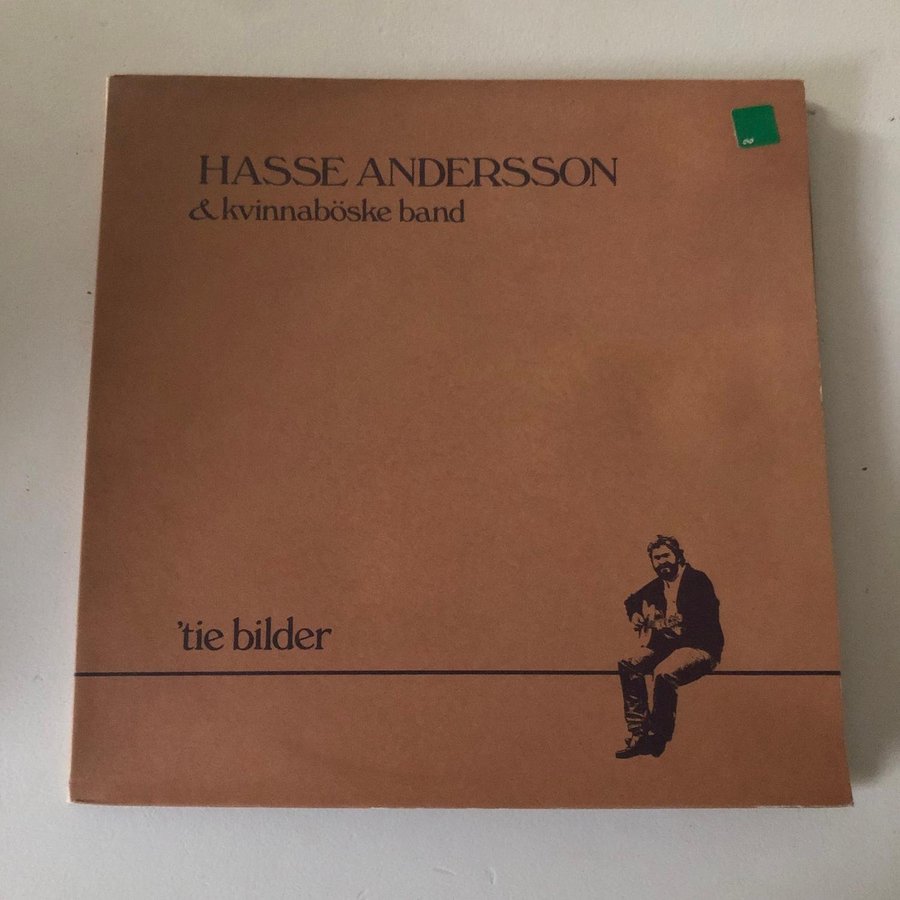 HASSE ANDERSSON
& kvinnaböske band
'tie bilder